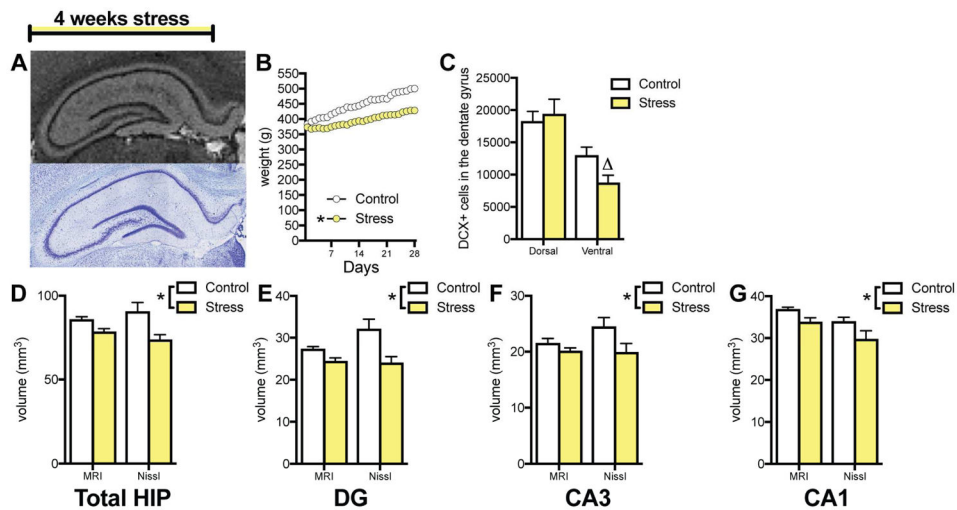 4 weeks stress
A
B
550
500
450
400
350
300
250
200
150
100
50
0
weight (g)
Control
* Stress
7 14 21 28
Days
C
25000
20000
15000
10000
5000
0
DCX+ cells in the dentate gyrus
Control
Stress
Δ
Dorsal Ventral
D
100
50
0
volume (mm³)
* Control
Stress
MRI Nissl
Total HIP
E
40
30
20
10
0
volume (mm³)
* Control
Stress
MRI Nissl
DG
F
30
20
10
0
volume (mm³)
* Control
Stress
MRI Nissl
CA3
G
40
30
20
10
0
volume (mm³)
* Control
Stress
MRI Nissl
CA1